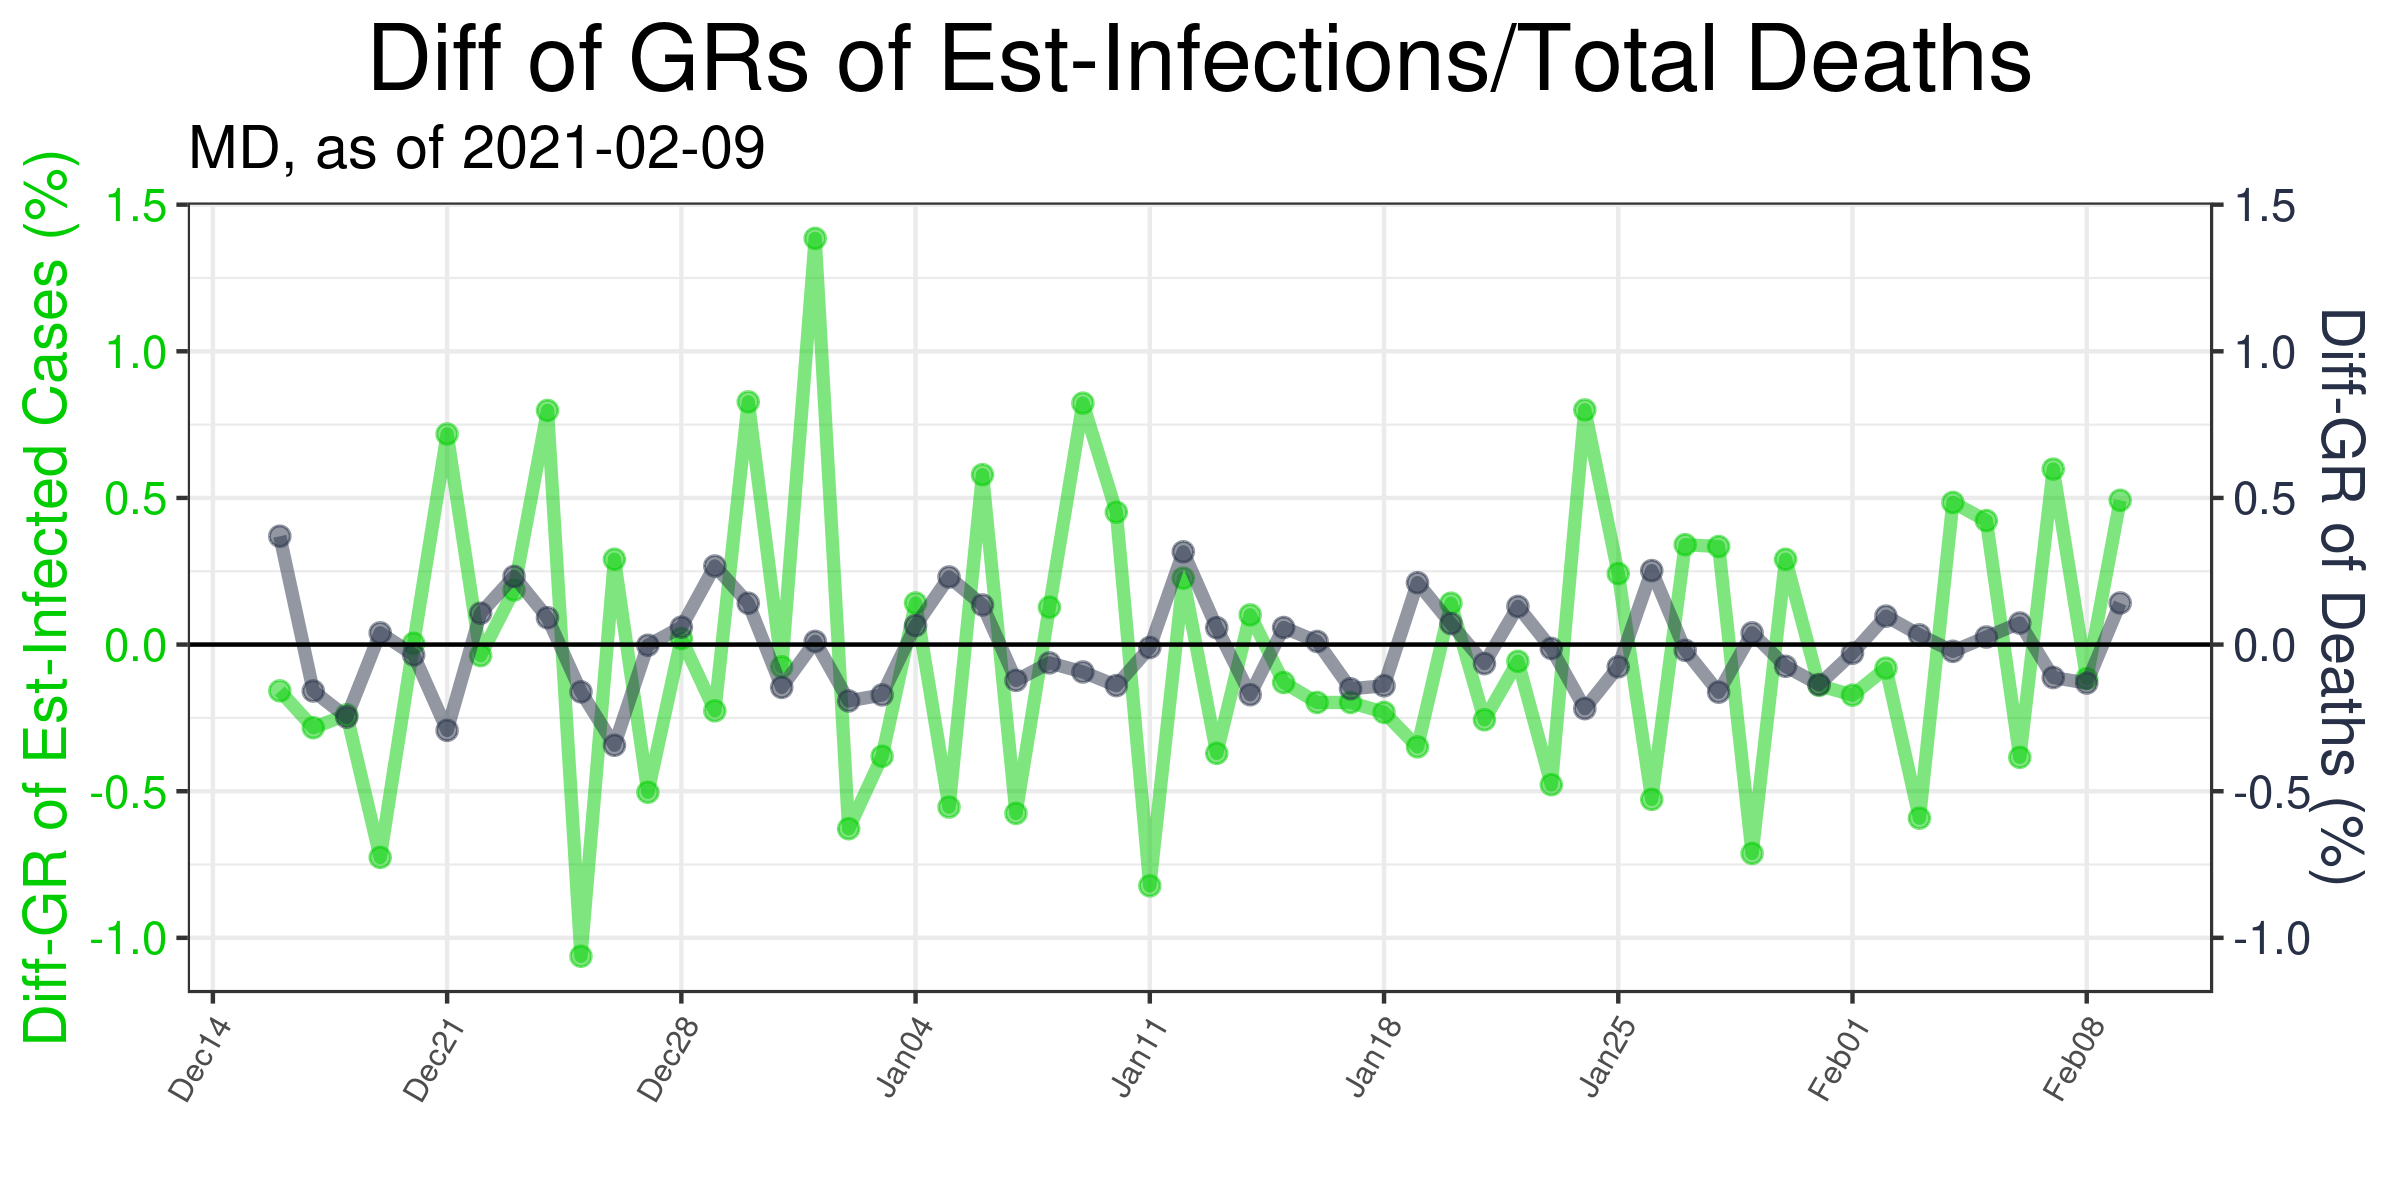 Diff of GRs of Est-Infections/Total Deaths
MD, as of 2021-02-09
Diff-GR of Est-Infected Cases (%)
1.5
1.0
0.5
0.0
-0.5
-1.0
1.5
1.0
0.5
0.0
-0.5
-1.0
Diff-GR of Deaths (%)
Dec14
Dec21
Dec28
Jan04
Jan11
Jan18
Jan25
Feb01
Feb08